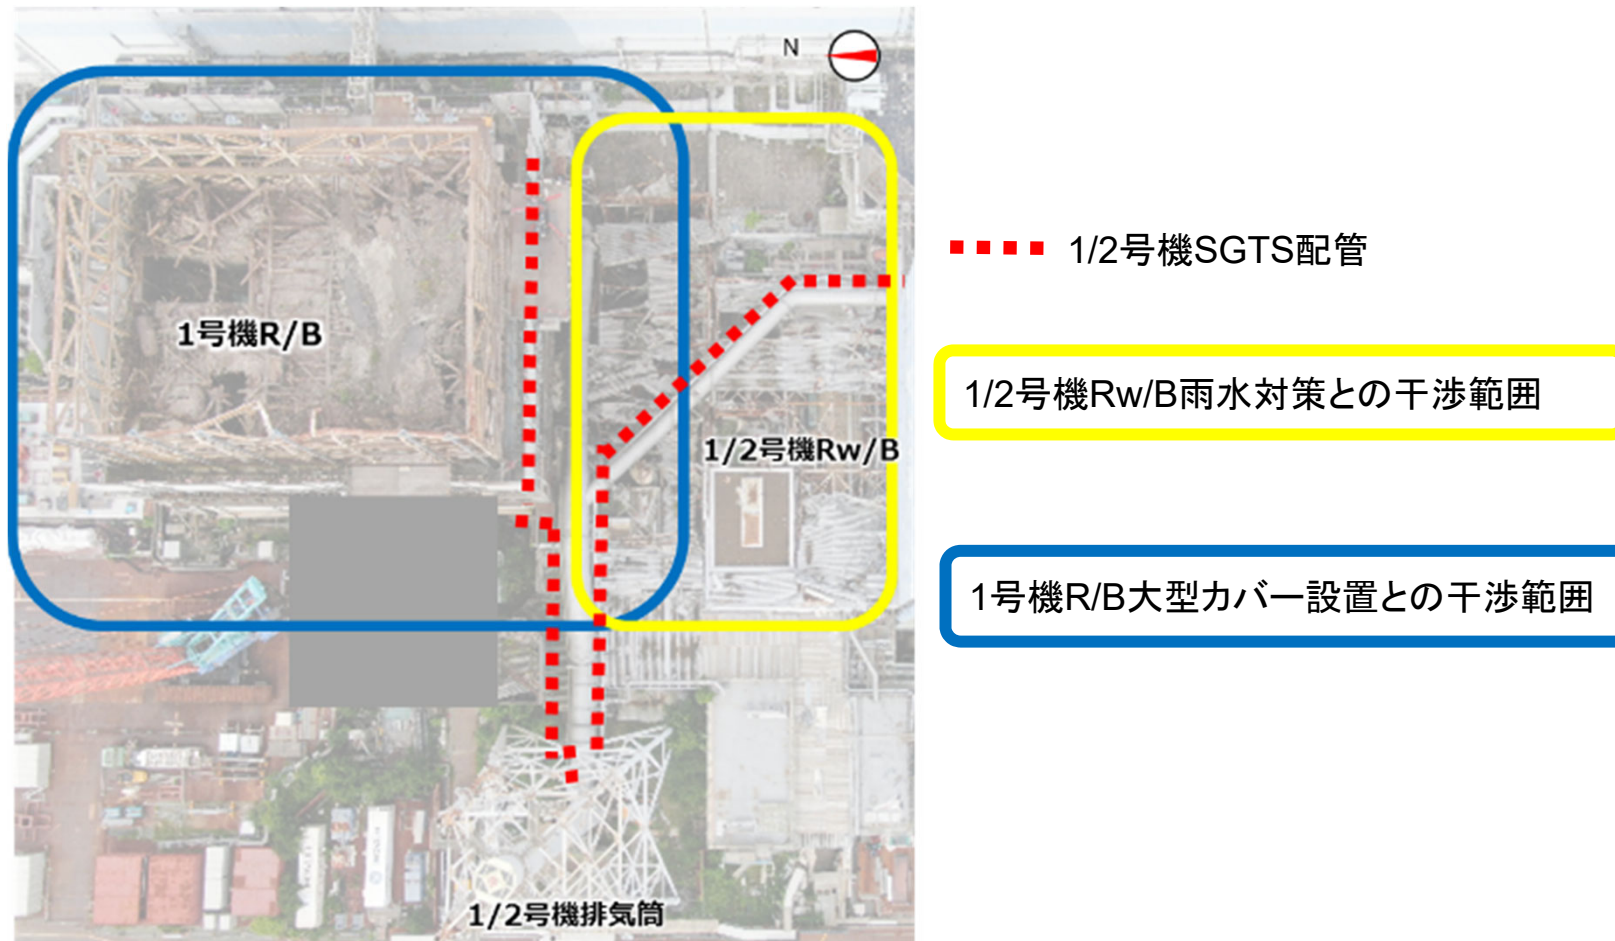 N
1/2号機SGTS配管
1号機R/B
1/2号機Rw/B雨水対策との干渉範囲
1/2号機Rw/B
1号機R/B大型カバー設置との干渉範囲
1/2号機排気筒